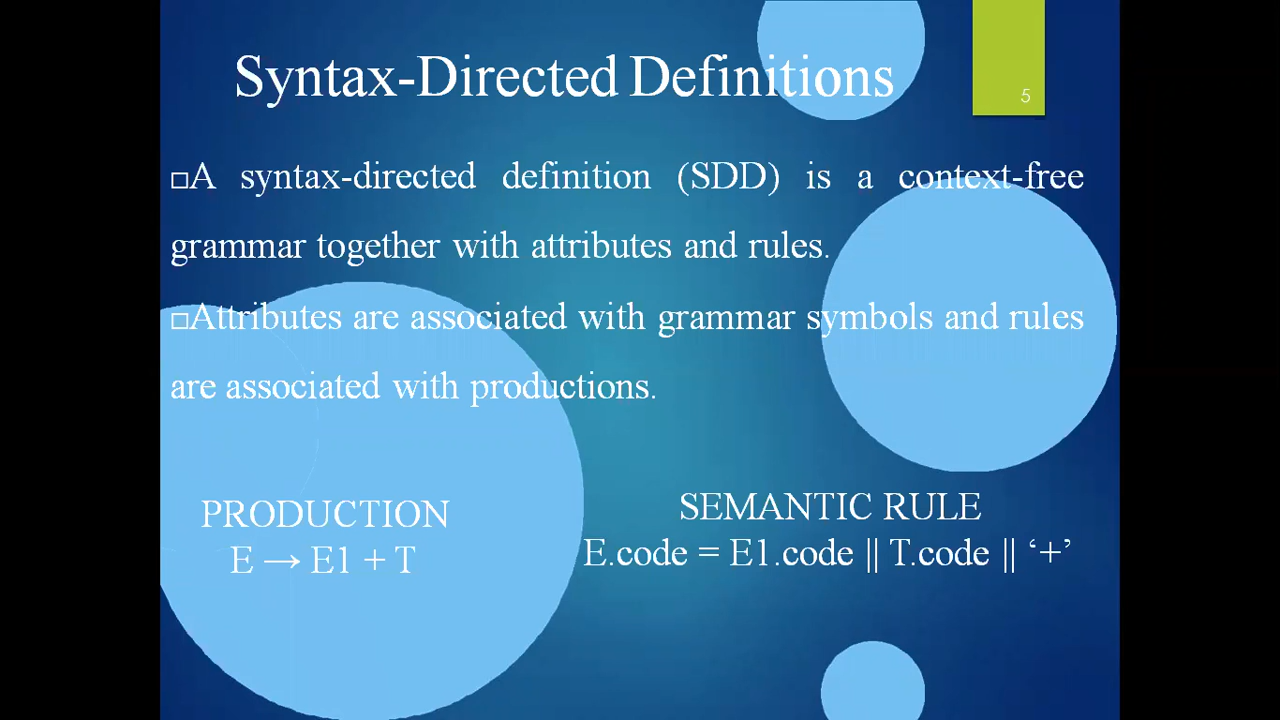 Syntax-Directed Definitions
5
□A syntax-directed definition (SDD) is a context-free
grammar together with attributes and rules.
□Attributes are associated with grammar symbols and rules
are associated with productions.
PRODUCTION
E → E1 + T
SEMANTIC RULE
E.code = E1.code || T.code || ‘+’